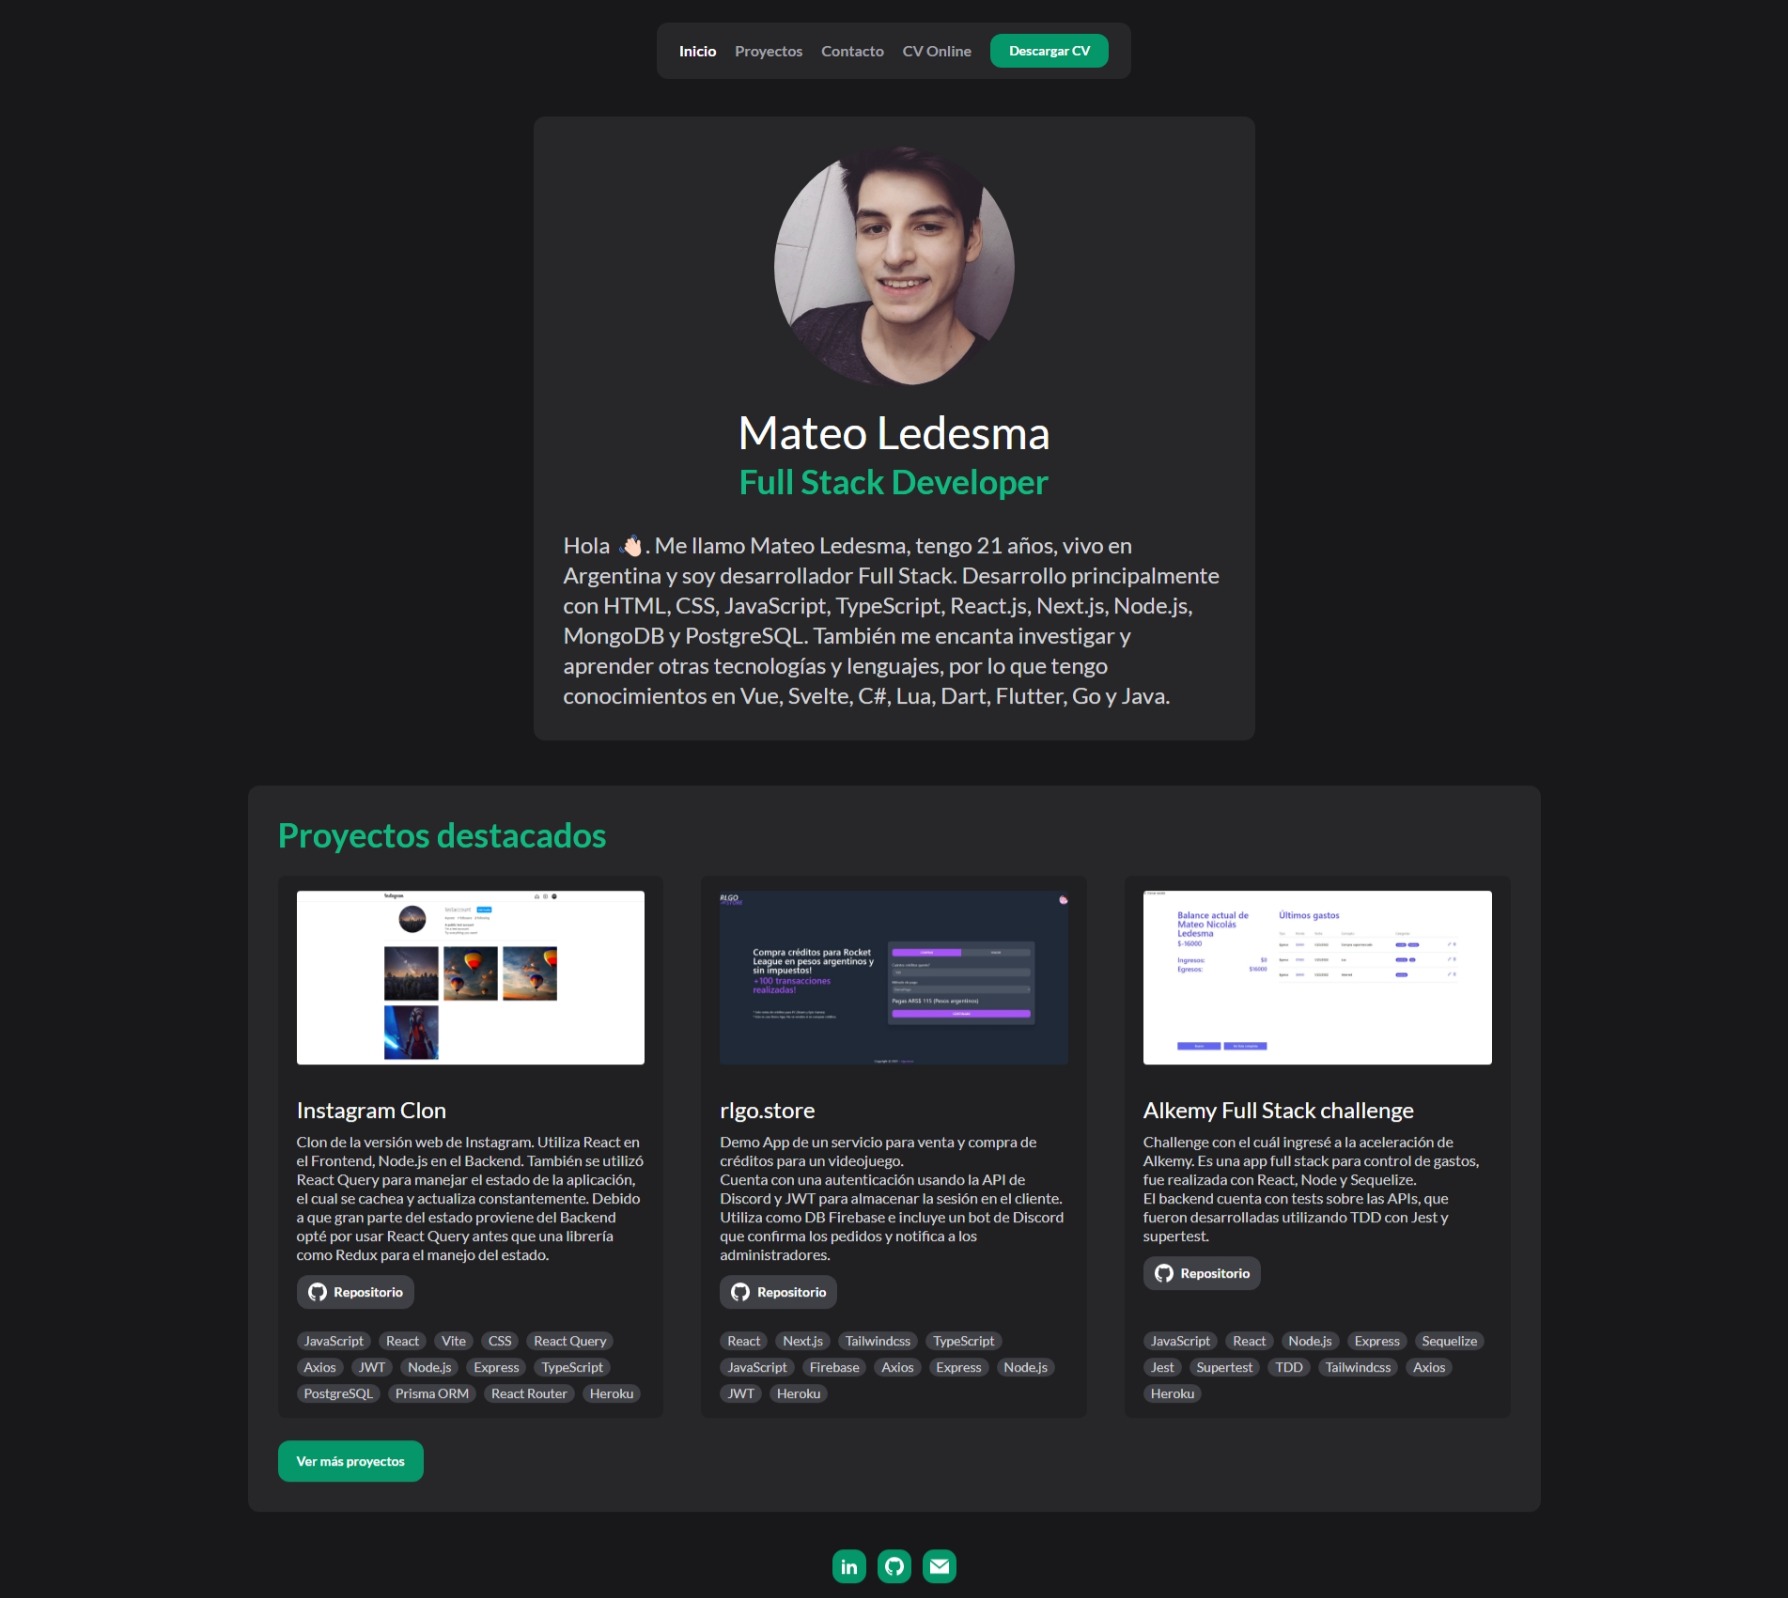 Inicio Proyectos Contacto CV Online Descargar CV
Mateo Ledesma
Full Stack Developer
Hola 👋🏻. Me llamo Mateo Ledesma, tengo 21 años, vivo en
Argentina y soy desarrollador Full Stack. Desarrollo principalmente
con HTML, CSS, JavaScript, TypeScript, React.js, Next.js, Node.js,
MongoDB y PostgreSQL. También me encanta investigar y
aprender otras tecnologías y lenguajes, por lo que tengo
conocimientos en Vue, Svelte, C#, Lua, Dart, Flutter, Go y Java.
Proyectos destacados
Instagram
testaccount
RLGO
STORE
Compra créditos para Rocket
League en pesos argentinos y
sin impuestos!
+100 transacciones
realizadas!
Pagas ARS$ 115 (Pesos argentinos)
Balance actual de
Mateo Nicolás
Ledesma
$-16000
Ingresos: $0
Egresos: $16000
Últimos gastos
Instagram Clon
Clon de la versión web de Instagram. Utiliza React en
el Frontend, Node.js en el Backend. También se utilizó
React Query para manejar el estado de la aplicación,
el cual se cachea y actualiza constantemente. Debido
a que gran parte del estado proviene del Backend
opté por usar React Query antes que una librería
como Redux para el manejo del estado.
Repositorio
JavaScript React Vite CSS React Query
Axios JWT Node.js Express TypeScript
PostgreSQL Prisma ORM React Router Heroku
rlgo.store
Demo App de un servicio para venta y compra de
créditos para un videojuego.
Cuenta con una autenticación usando la API de
Discord y JWT para almacenar la sesión en el cliente.
Utiliza como DB Firebase e incluye un bot de Discord
que confirma los pedidos y notifica a los
administradores.
Repositorio
React Next.js Tailwindcss TypeScript
JavaScript Firebase Axios Express Node.js
JWT Heroku
Alkemy Full Stack challenge
Challenge con el cuál ingresé a la aceleración de
Alkemy. Es una app full stack para control de gastos,
fue realizada con React, Node y Sequelize.
El backend cuenta con tests sobre las APIs, que
fueron desarrolladas utilizando TDD con Jest y
supertest.
Repositorio
JavaScript React Node.js Express Sequelize
Jest Supertest TDD Tailwindcss Axios
Heroku
Ver más proyectos
in